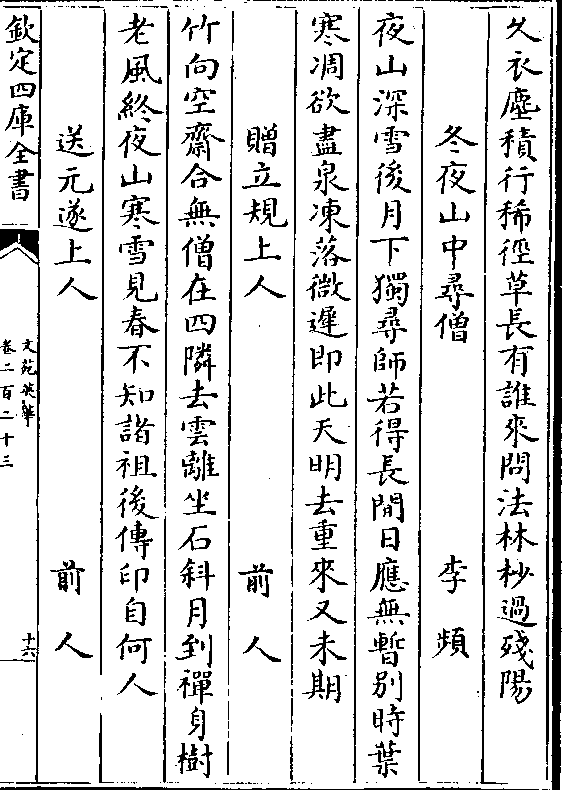 久衣塵積行稀徑草長有誰來問法林杪過殘陽
冬夜山中尋僧 李頻
夜山深雪後月下獨尋師若得長閒日應無暫別時葉
寒凋欲盡泉凍落微遲即此天明去重來又未期
贈立規上人 前人
竹向空齋合無僧在四隣去雲離坐石斜月到禪身樹
老風終夜山寒雪見春不知諸祖後傳印自何人
送元遂上人 前人
欽定四庫全書
文苑英華
卷二百二十三
十六